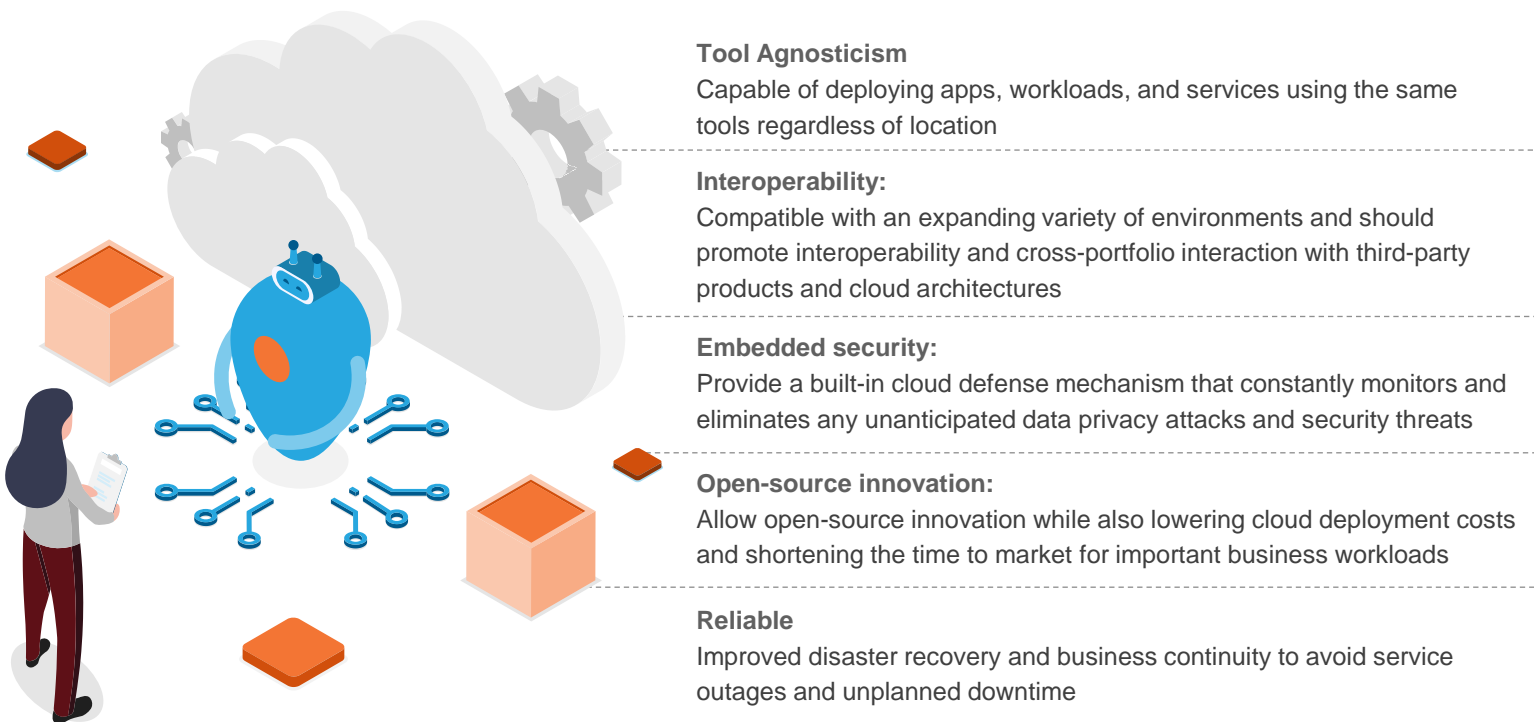 Tool Agnosticism
Capable of deploying apps, workloads, and services using the same
tools regardless of location
Interoperability:
Compatible with an expanding variety of environments and should
promote interoperability and cross-portfolio interaction with third-party
products and cloud architectures
Embedded security:
Provide a built-in cloud defense mechanism that constantly monitors and
eliminates any unanticipated data privacy attacks and security threats
Open-source innovation:
Allow open-source innovation while also lowering cloud deployment costs
and shortening the time to market for important business workloads
Reliable
Improved disaster recovery and business continuity to avoid service
outages and unplanned downtime